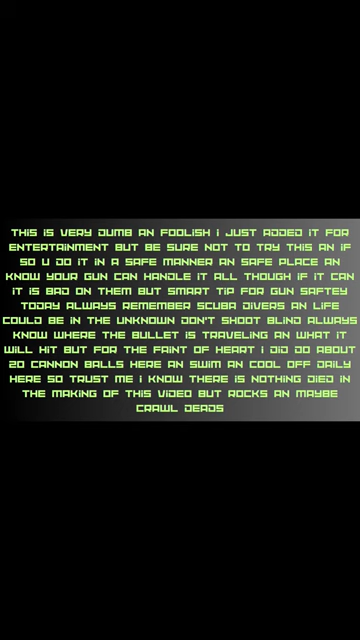 THIS IS VERY DUMB AN FOOLISH I JUST ADDED IT FOR
ENTERTAINMENT BUT BE SURE NOT TO TRY THIS AN IF
SO U DO IT IN A SAFE MANNER AN SAFE PLACE AN
KNOW YOUR GUN CAN HANDLE IT ALL THOUGH IF IT CAN
IT IS BAD ON THEM BUT SMART TIP FOR GUN SAFTEY
TODAY ALWAYS REMEMBER SCUBA DIVERS AN LIFE
COULD BE IN THE UNKNOWN DON'T SHOOT BLIND ALWAYS
KNOW WHERE THE BULLET IS TRAVELING AN WHAT IT
WILL HIT BUT FOR THE FAINT OF HEART I DID DO ABOUT
20 CANNON BALLS HERE AN SWIM AN COOL OFF DAILY
HERE SO TRUST ME I KNOW THERE IS NOTHING DIED IN
THE MAKING OF THIS VIDEO BUT ROCKS AN MAYBE
CRAWL DEADS